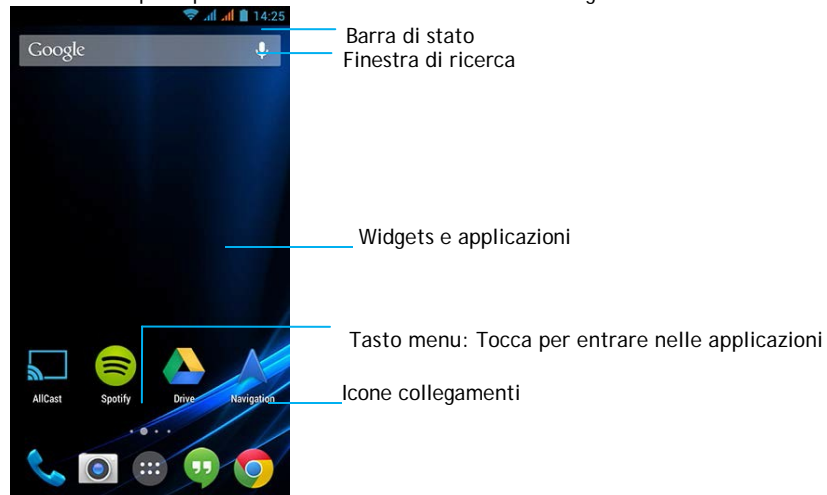 14:25
Barra di stato
Google
Finestra di ricerca
Widgets e applicazioni
Tasto menu: Tocca per entrare nelle applicazioni
AllCast Spotify Drive Navigation
Icone collegamenti